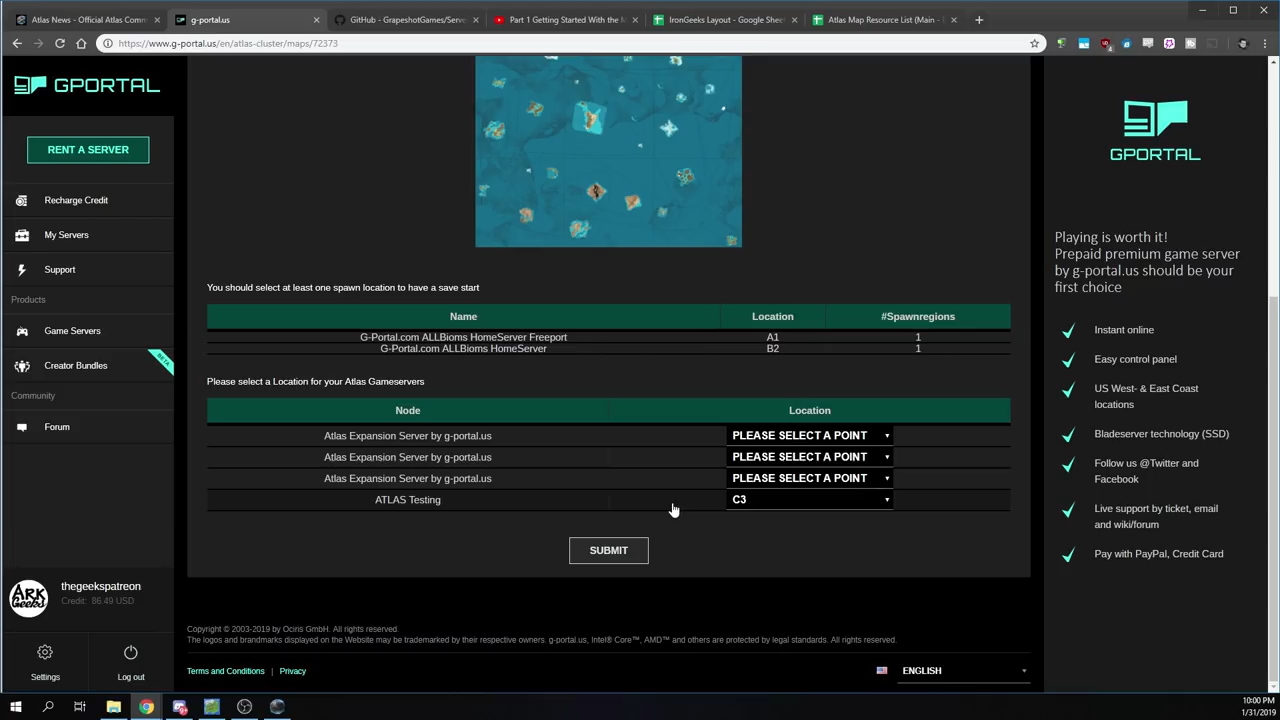 Official Atlas News - Official Atlas Comm
g-portal.us
GitHub - GrapeshotGames/Serve
Part 1 Getting Started With the M
IronGeeks Layout - Google Shee
Atlas Map Resource List (Main -
https://www.g-portal.us/en/atlas-cluster/maps/72373
GPORTAL
RENT A SERVER
Recharge Credit
My Servers
Support
Products
Game Servers
Creator Bundles
BETA
Community
Forum
ARK
Geeks
thegeekspatreon
Credit: 86.49 USD
Settings
Log out
You should select at least one spawn location to have a save start
Name Location #Spawnregions
G-Portal.com ALLBioms HomeServer Freeport A1 1
G-Portal.com ALLBioms HomeServer B2 1
Please select a Location for your Atlas Gameservers
Node Location
Atlas Expansion Server by g-portal.us PLEASE SELECT A POINT
Atlas Expansion Server by g-portal.us PLEASE SELECT A POINT
Atlas Expansion Server by g-portal.us PLEASE SELECT A POINT
ATLAS Testing C3
SUBMIT
Copyright © 2003-2019 by Ociris GmbH. All rights reserved.
The logos and brandmarks displayed on the Website may be trademarked by their respective owners. g-portal.us, Intel® Core™, AMD™ and others are protected by legal standards. All rights reserved.
Terms and Conditions | Privacy
ENGLISH
GPORTAL
Playing is worth it!
Prepaid premium game server
by g-portal.us should be your
first choice
Instant online
Easy control panel
US West- & East Coast
locations
Bladeserver technology (SSD)
Follow us @Twitter and
Facebook
Live support by ticket, email
and wiki/forum
Pay with PayPal, Credit Card
10:00 PM
1/31/2019